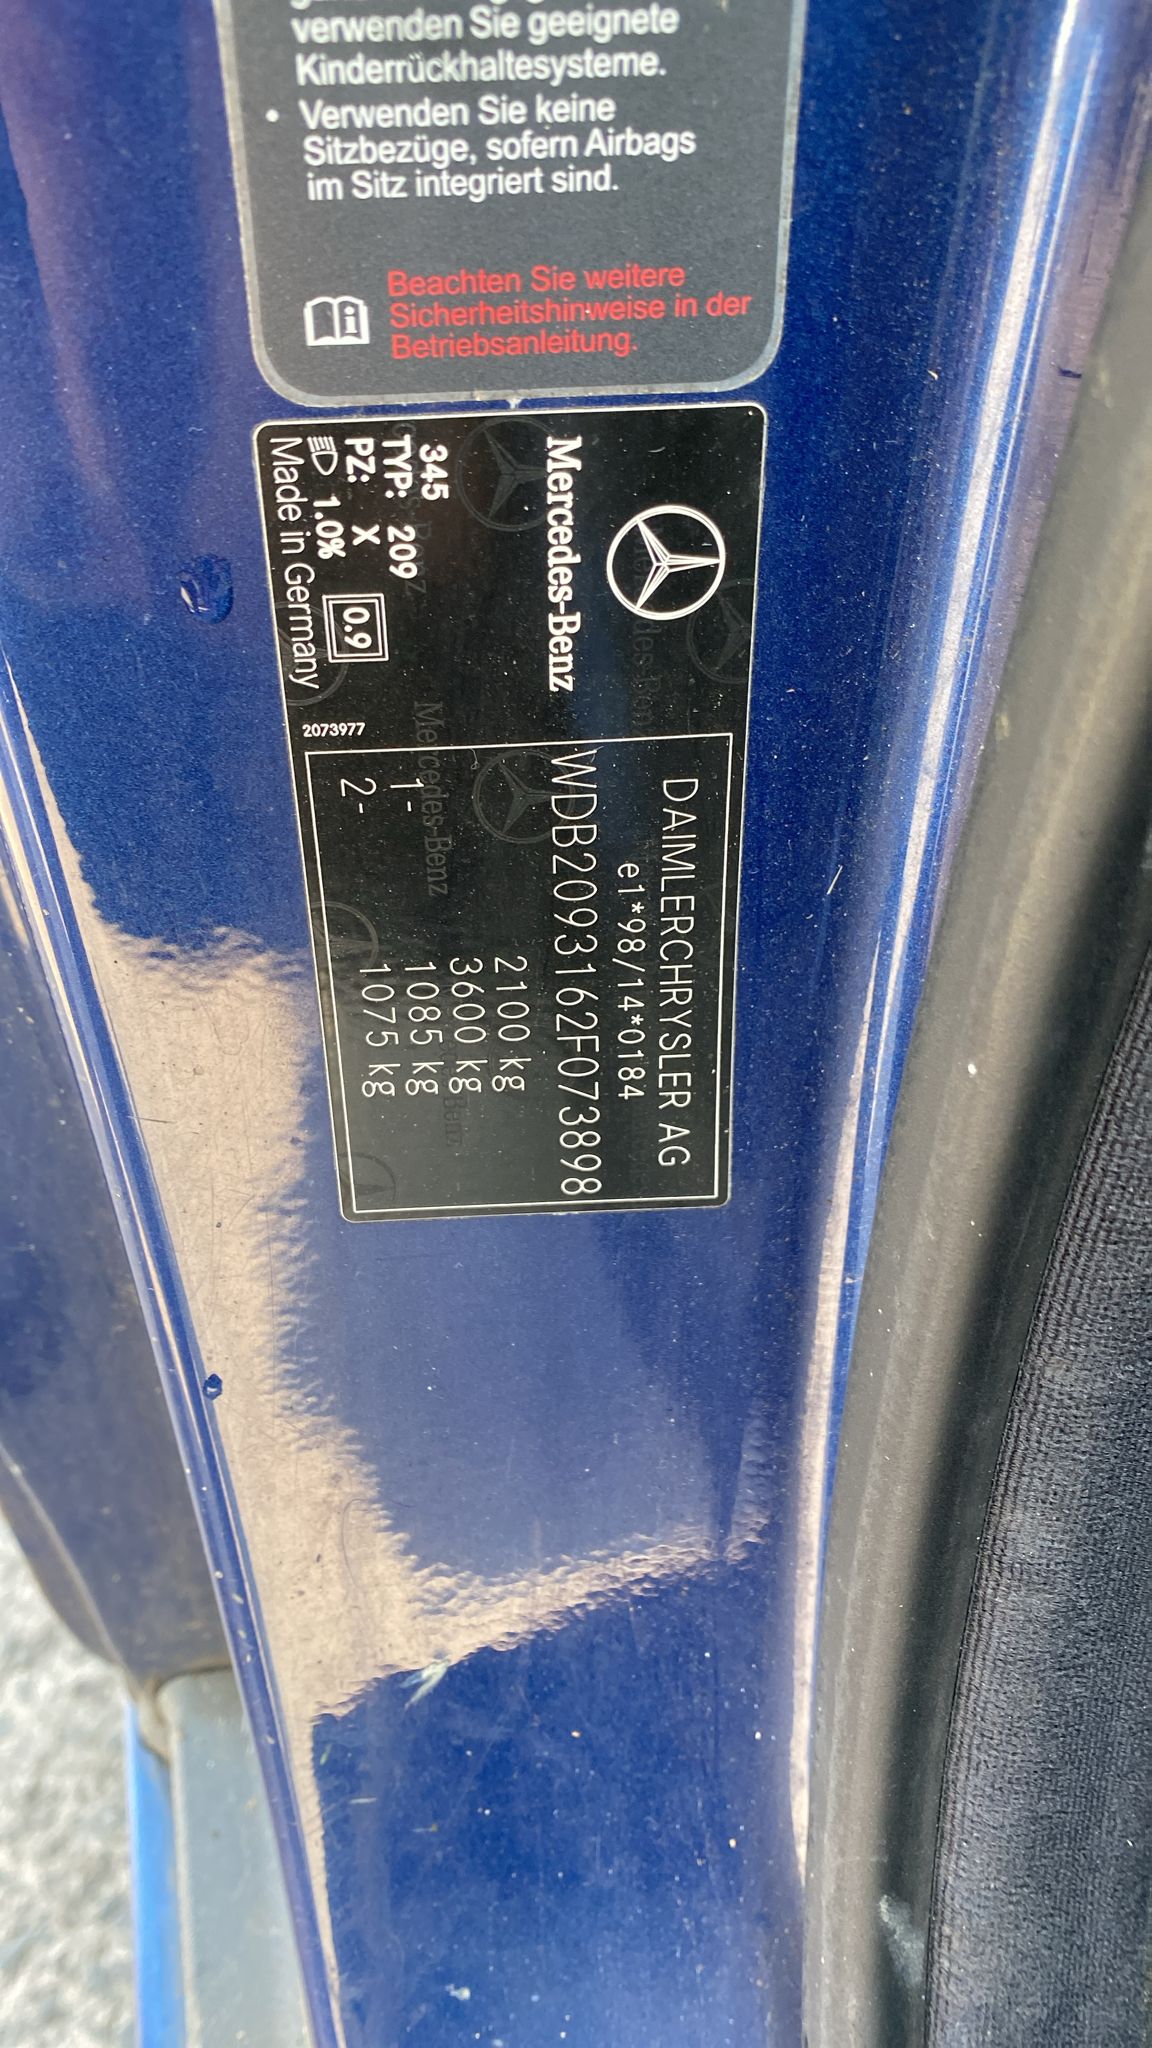 verwenden Sie geeignete
Kinderrückhaltesysteme.
• Verwenden Sie keine
Sitzbezüge, sofern Airbags
im Sitz integriert sind.
Beachten Sie weitere
Sicherheitshinweise in der
Betriebsanleitung.
Mercedes-Benz
345
TYP: 209
PZ: X
1.0% 0.9
Made in Germany
2073977
DAIMLERCHRYSLER AG
e1*98/14*0184
WDB2093162F073898
2100 kg
3600 kg
1- 1085 kg
2- 1075 kg